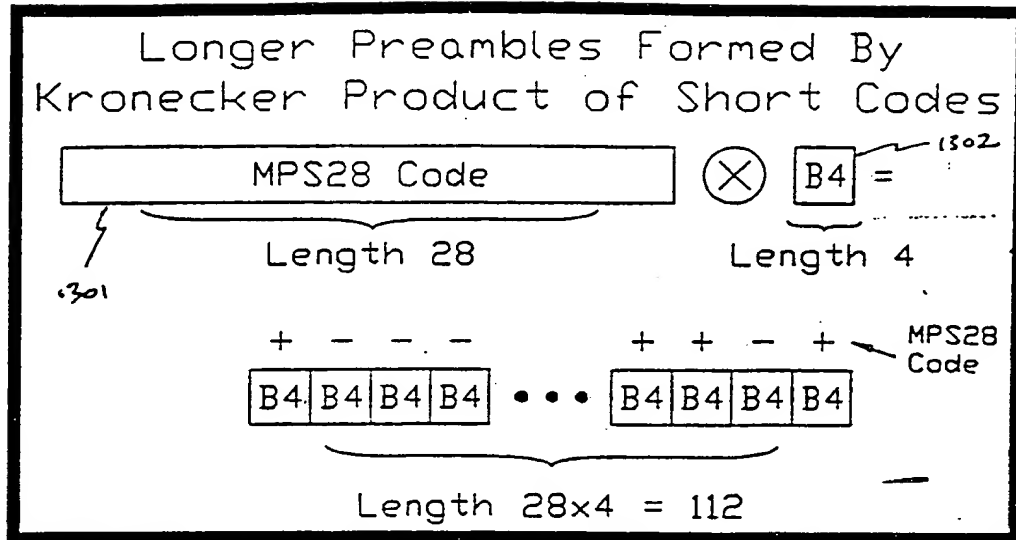 Longer Preambles Formed By
Kronecker Product of Short Codes
1302
MPS28 Code ⊗ B4 =
Length 28 Length 4
1301
+ - - - + + - + MPS28
Code
B4 B4 B4 B4 ••• B4 B4 B4 B4
Length 28x4 = 112